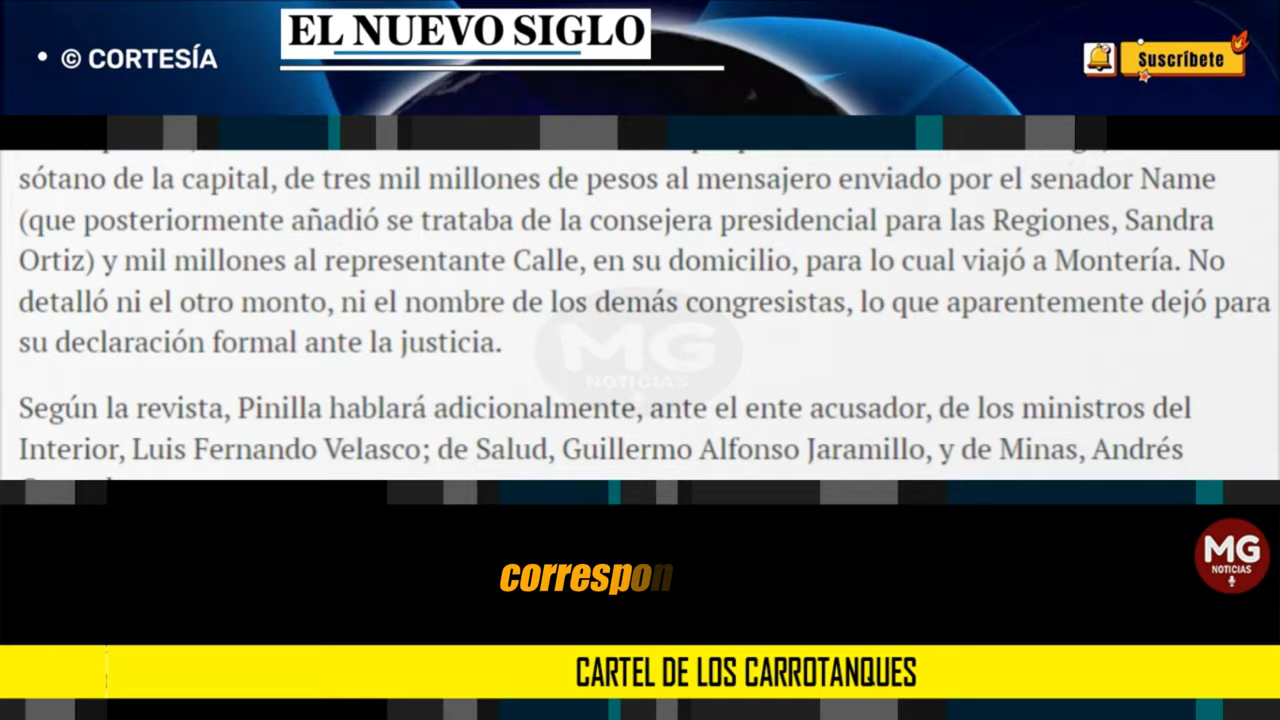 • © CORTESÍA
EL NUEVO SIGLO
Suscríbete
sótano de la capital, de tres mil millones de pesos al mensajero enviado por el senador Name
(que posteriormente añadió se trataba de la consejera presidencial para las Regiones, Sandra
Ortiz) y mil millones al representante Calle, en su domicilio, para lo cual viajó a Montería. No
detalló ni el otro monto, ni el nombre de los demás congresistas, lo que aparentemente dejó para
su declaración formal ante la justicia.
MG
NOTICIAS
Según la revista, Pinilla hablará adicionalmente, ante el ente acusador, de los ministros del
Interior, Luis Fernando Velasco; de Salud, Guillermo Alfonso Jaramillo, y de Minas, Andrés
correspon
MG
NOTICIAS
CARTEL DE LOS CARROTANQUES